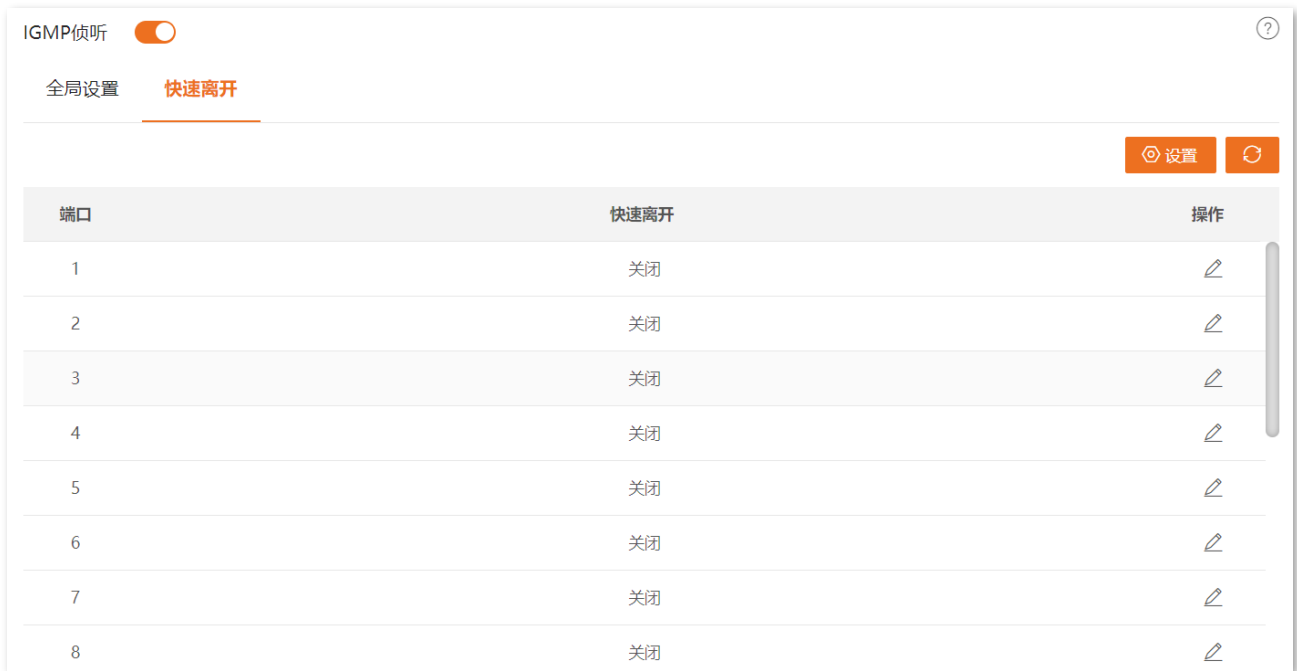 IGMP侦听
?
全局设置 快速离开
设置
端口 快速离开 操作
1 关闭
2 关闭
3 关闭
4 关闭
5 关闭
6 关闭
7 关闭
8 关闭